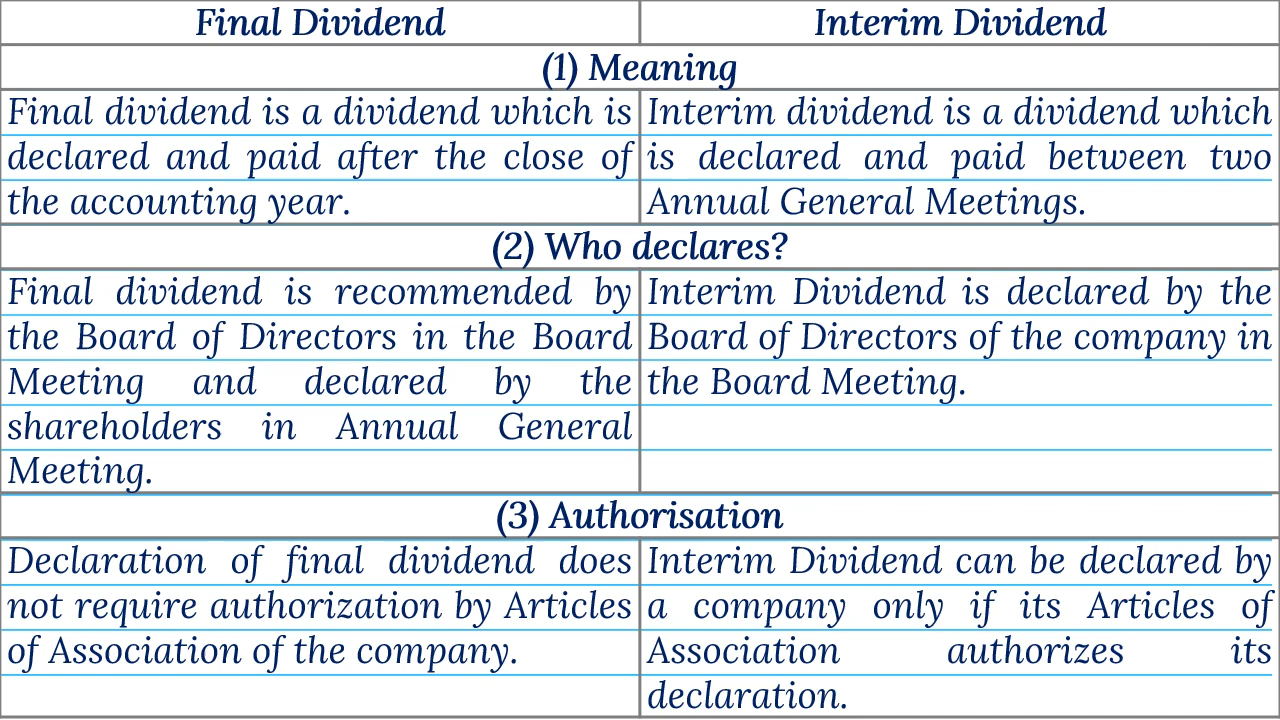 Final Dividend
Interim Dividend
(1) Meaning
Final dividend is a dividend which is
declared and paid after the close of
the accounting year.
Interim dividend is a dividend which
is declared and paid between two
Annual General Meetings.
(2) Who declares?
Final dividend is recommended by
the Board of Directors in the Board
Meeting and declared by the
shareholders in Annual General
Meeting.
Interim Dividend is declared by the
Board of Directors of the company in
the Board Meeting.
(3) Authorisation
Declaration of final dividend does
not require authorization by Articles
of Association of the company.
Interim Dividend can be declared by
a company only if its Articles of
Association authorizes its
declaration.